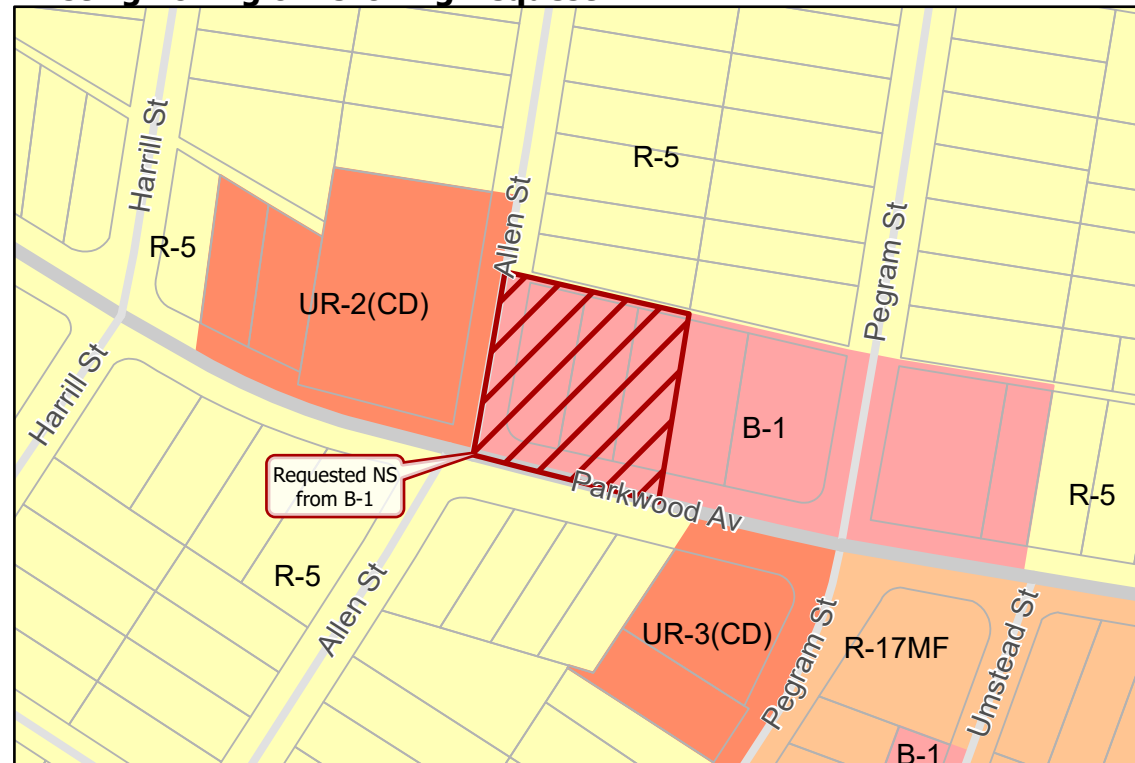 Harrill St
Allen St
R-5
Pegram St
R-5
UR-2(CD)
B-1
Harrill St
Requested NS
from B-1
Parkwood Av
R-5
R-5
Allen St
UR-3(CD)
Pegram St
R-17MF
Umstead St
B-1